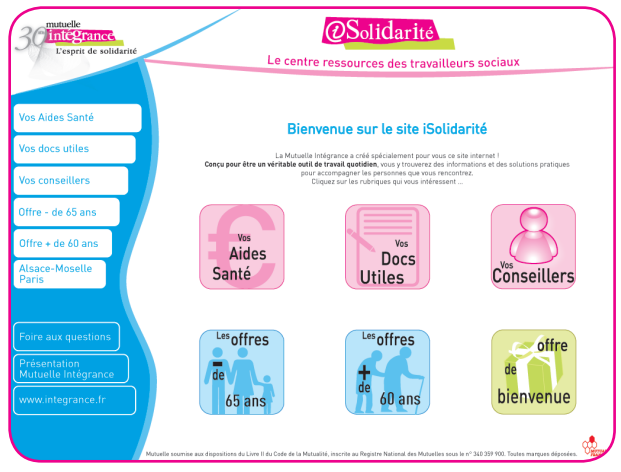 30 mutuelle
intégrance
L'esprit de solidarité
@Solidarité
Le centre ressources des travailleurs sociaux
Vos Aides Santé
Vos docs utiles
Vos conseillers
Offre - de 65 ans
Offre + de 60 ans
Alsace-Moselle
Paris
Foire aux questions
Présentation
Mutuelle Intégrance
www.integrance.fr
Bienvenue sur le site iSolidarité
La Mutuelle Intégrance a créé spécialement pour vous ce site internet !
Conçu pour être un véritable outil de travail quotidien, vous y trouverez des informations et des solutions pratiques
pour accompagner les personnes que vous rencontrez.
Cliquez sur les rubriques qui vous intéressent ...
€
Vos
Aides
Santé
Vos
Docs
Utiles
Vos
Conseillers
Les offres
-
de
65 ans
Les offres
+
de
60 ans
offre
de
bienvenue
Mutuelle soumise aux dispositions du Livre II du Code de la Mutualité, inscrite au Registre National des Mutuelles sous le n° 340 359 900. Toutes marques déposées.